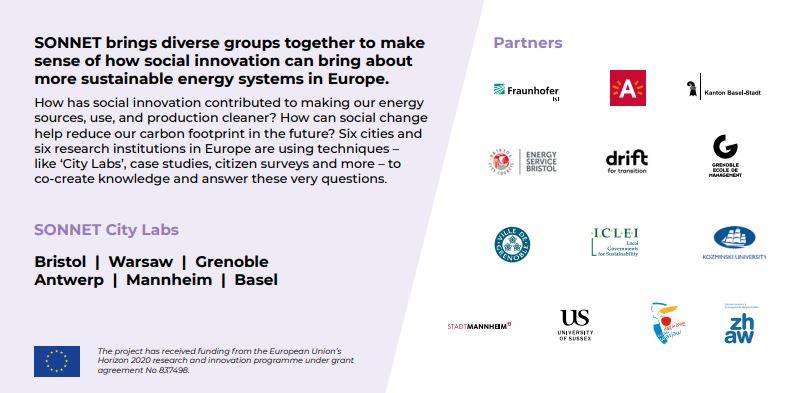 SONNET brings diverse groups together to make
sense of how social innovation can bring about
more sustainable energy systems in Europe.
How has social innovation contributed to making our energy
sources, use, and production cleaner? How can social change
help reduce our carbon footprint in the future? Six cities and
six research institutions in Europe are using techniques –
like ‘City Labs’, case studies, citizen surveys and more – to
co-create knowledge and answer these very questions.
SONNET City Labs
Bristol | Warsaw | Grenoble
Antwerp | Mannheim | Basel
The project has received funding from the European Union’s
Horizon 2020 research and innovation programme under grant
agreement No 837498.
Partners
Fraunhofer
ISI
A
Kanton Basel-Stadt
BRISTOL CITY COUNCIL
ENERGY
SERVICE
BRISTOL
drift
for transition
GRENOBLE
ECOLE DE
MANAGEMENT
VILLE DE GRENOBLE
I.C.L.E.I
Local
Governments
for Sustainability
KOZMINSKI UNIVERSITY
STADTMANNHEIM²
US
UNIVERSITY
OF SUSSEX
zh
aw